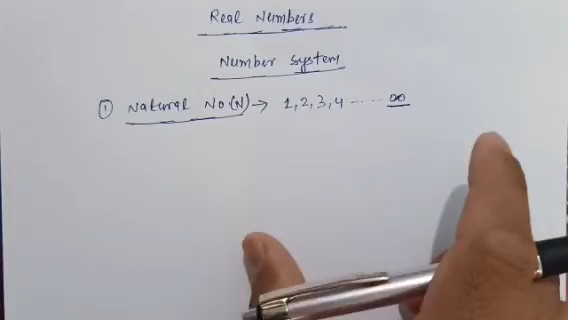 Real Numbers
Number System
① Natural No.(N) → 1, 2, 3, 4 ------ ∞